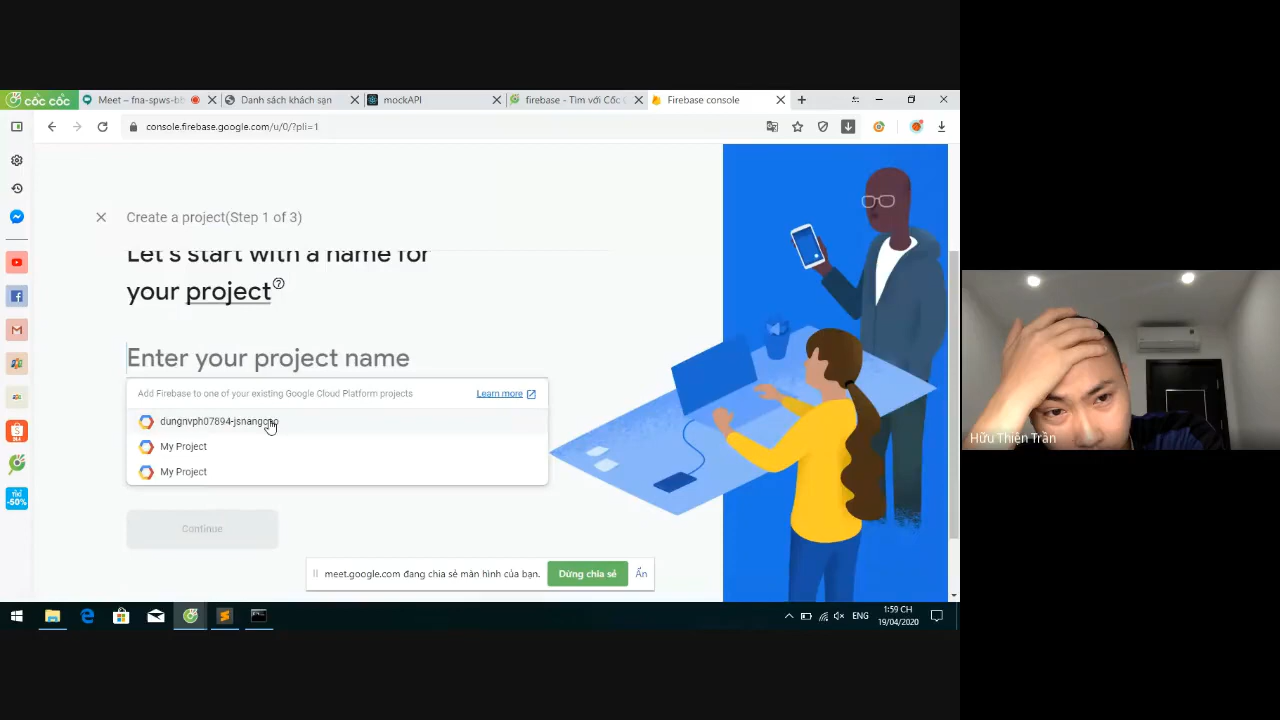 cốc cốc
Meet – fna-spws-bh
Danh sách khách sạn
mockAPI
firebase - Tìm với Cốc C
Firebase console
console.firebase.google.com/u/0/?pli=1
Create a project(Step 1 of 3)
Let's start with a name for
your project
Enter your project name
Add Firebase to one of your existing Google Cloud Platform projects
Learn more
My Project
My Project
Continue
meet.google.com đang chia sẻ màn hình của bạn.
Dừng chia sẻ
Ẩn
-50%
ENG
1:59 CH
19/04/2020
Hữu Thiện Trần